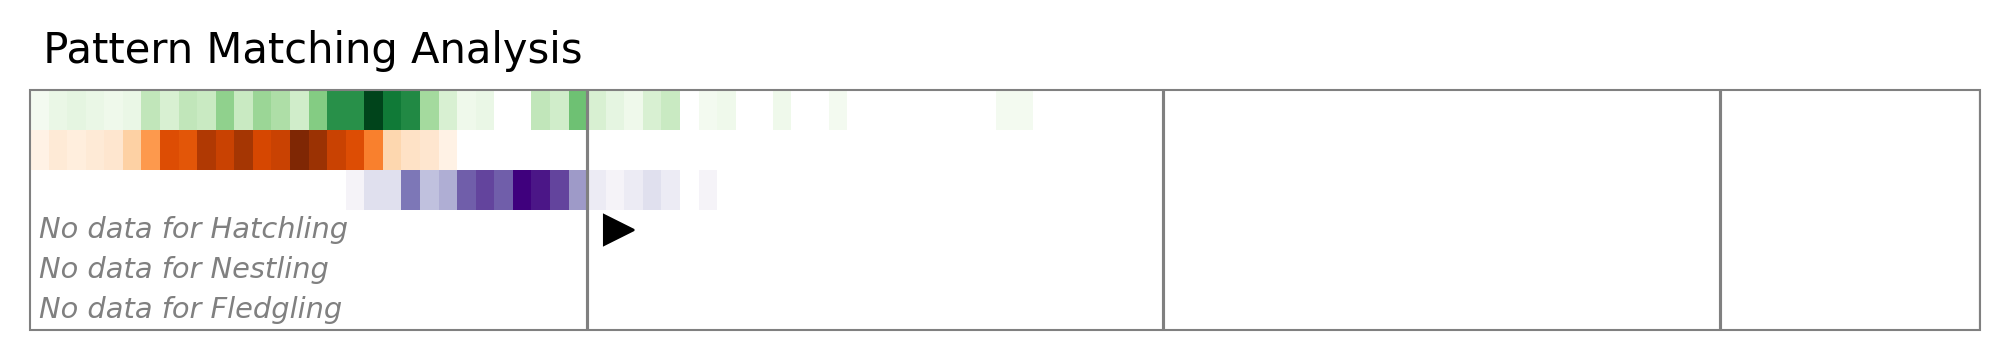 Pattern Matching Analysis
No data for Hatchling
No data for Nestling
No data for Fledgling